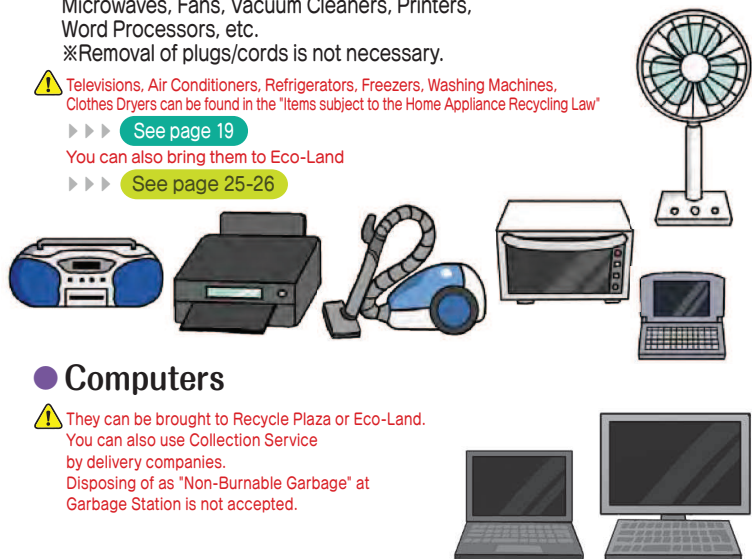 Microwaves, Fans, Vacuum Cleaners, Printers,
Word Processors, etc.
※Removal of plugs/cords is not necessary.
Televisions, Air Conditioners, Refrigerators, Freezers, Washing Machines,
Clothes Dryers can be found in the "Items subject to the Home Appliance Recycling Law"
▶▶▶ See page 19
You can also bring them to Eco-Land
▶▶▶ See page 25-26
● Computers
They can be brought to Recycle Plaza or Eco-Land.
You can also use Collection Service
by delivery companies.
Disposing of as "Non-Burnable Garbage" at
Garbage Station is not accepted.